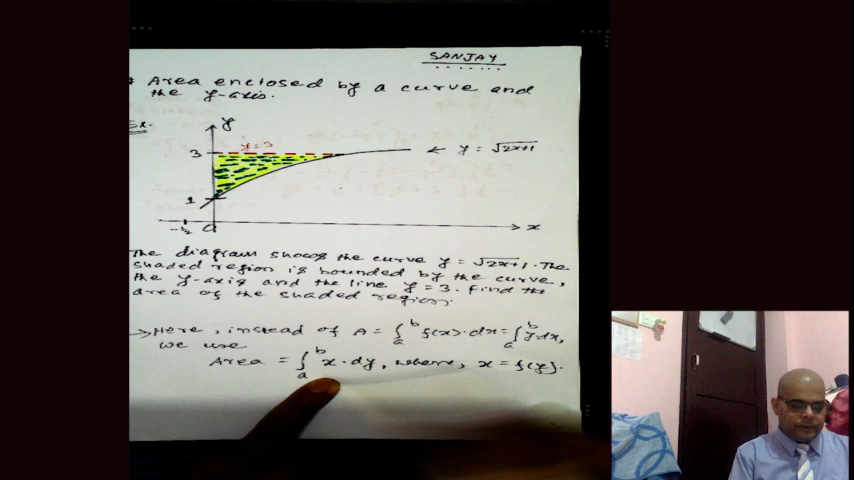 SANJAY
* Area enclosed by a curve and
the y-axis.
Ex.
y
y=3
3
← y = √2x+1
1
-½
O
x
The diagram shows the curve y = √2x+1. The
shaded region is bounded by the curve,
the y-axis and the line y = 3. Find the
area of the shaded region.
→ Here, instead of A = ∫ₐᵇ f(x)·dx = ∫ₐᵇ y·dx,
we use
Area = ∫ₐᵇ x·dy, where, x = f(y).